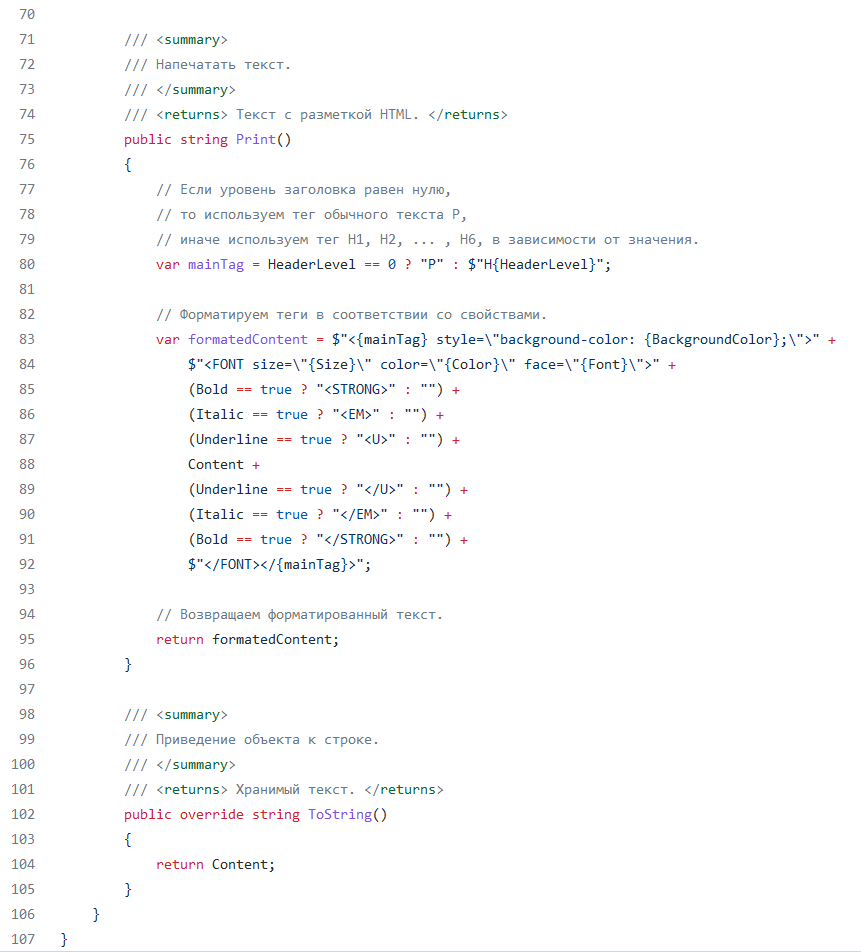 70
71 /// <summary>
72 /// Напечатать текст.
73 /// </summary>
74 /// <returns> Текст с разметкой HTML. </returns>
75 public string Print()
76 {
77 // Если уровень заголовка равен нулю,
78 // то используем тег обычного текста P,
79 // иначе используем тег H1, H2, ... , H6, в зависимости от значения.
80 var mainTag = HeaderLevel == 0 ? "P" : $"H{HeaderLevel}";
81
82 // Форматируем теги в соответствии со свойствами.
83 var formatedContent = $"<{mainTag} style=\"background-color: {BackgroundColor};\">" +
84 $"<FONT size=\"{Size}\" color=\"{Color}\" face=\"{Font}\">" +
85 (Bold == true ? "<STRONG>" : "") +
86 (Italic == true ? "<EM>" : "") +
87 (Underline == true ? "<U>" : "") +
88 Content +
89 (Underline == true ? "</U>" : "") +
90 (Italic == true ? "</EM>" : "") +
91 (Bold == true ? "</STRONG>" : "") +
92 $"</FONT></{mainTag}>";
93
94 // Возвращаем форматированный текст.
95 return formatedContent;
96 }
97
98 /// <summary>
99 /// Приведение объекта к строке.
100 /// </summary>
101 /// <returns> Хранимый текст. </returns>
102 public override string ToString()
103 {
104 return Content;
105 }
106 }
107 }